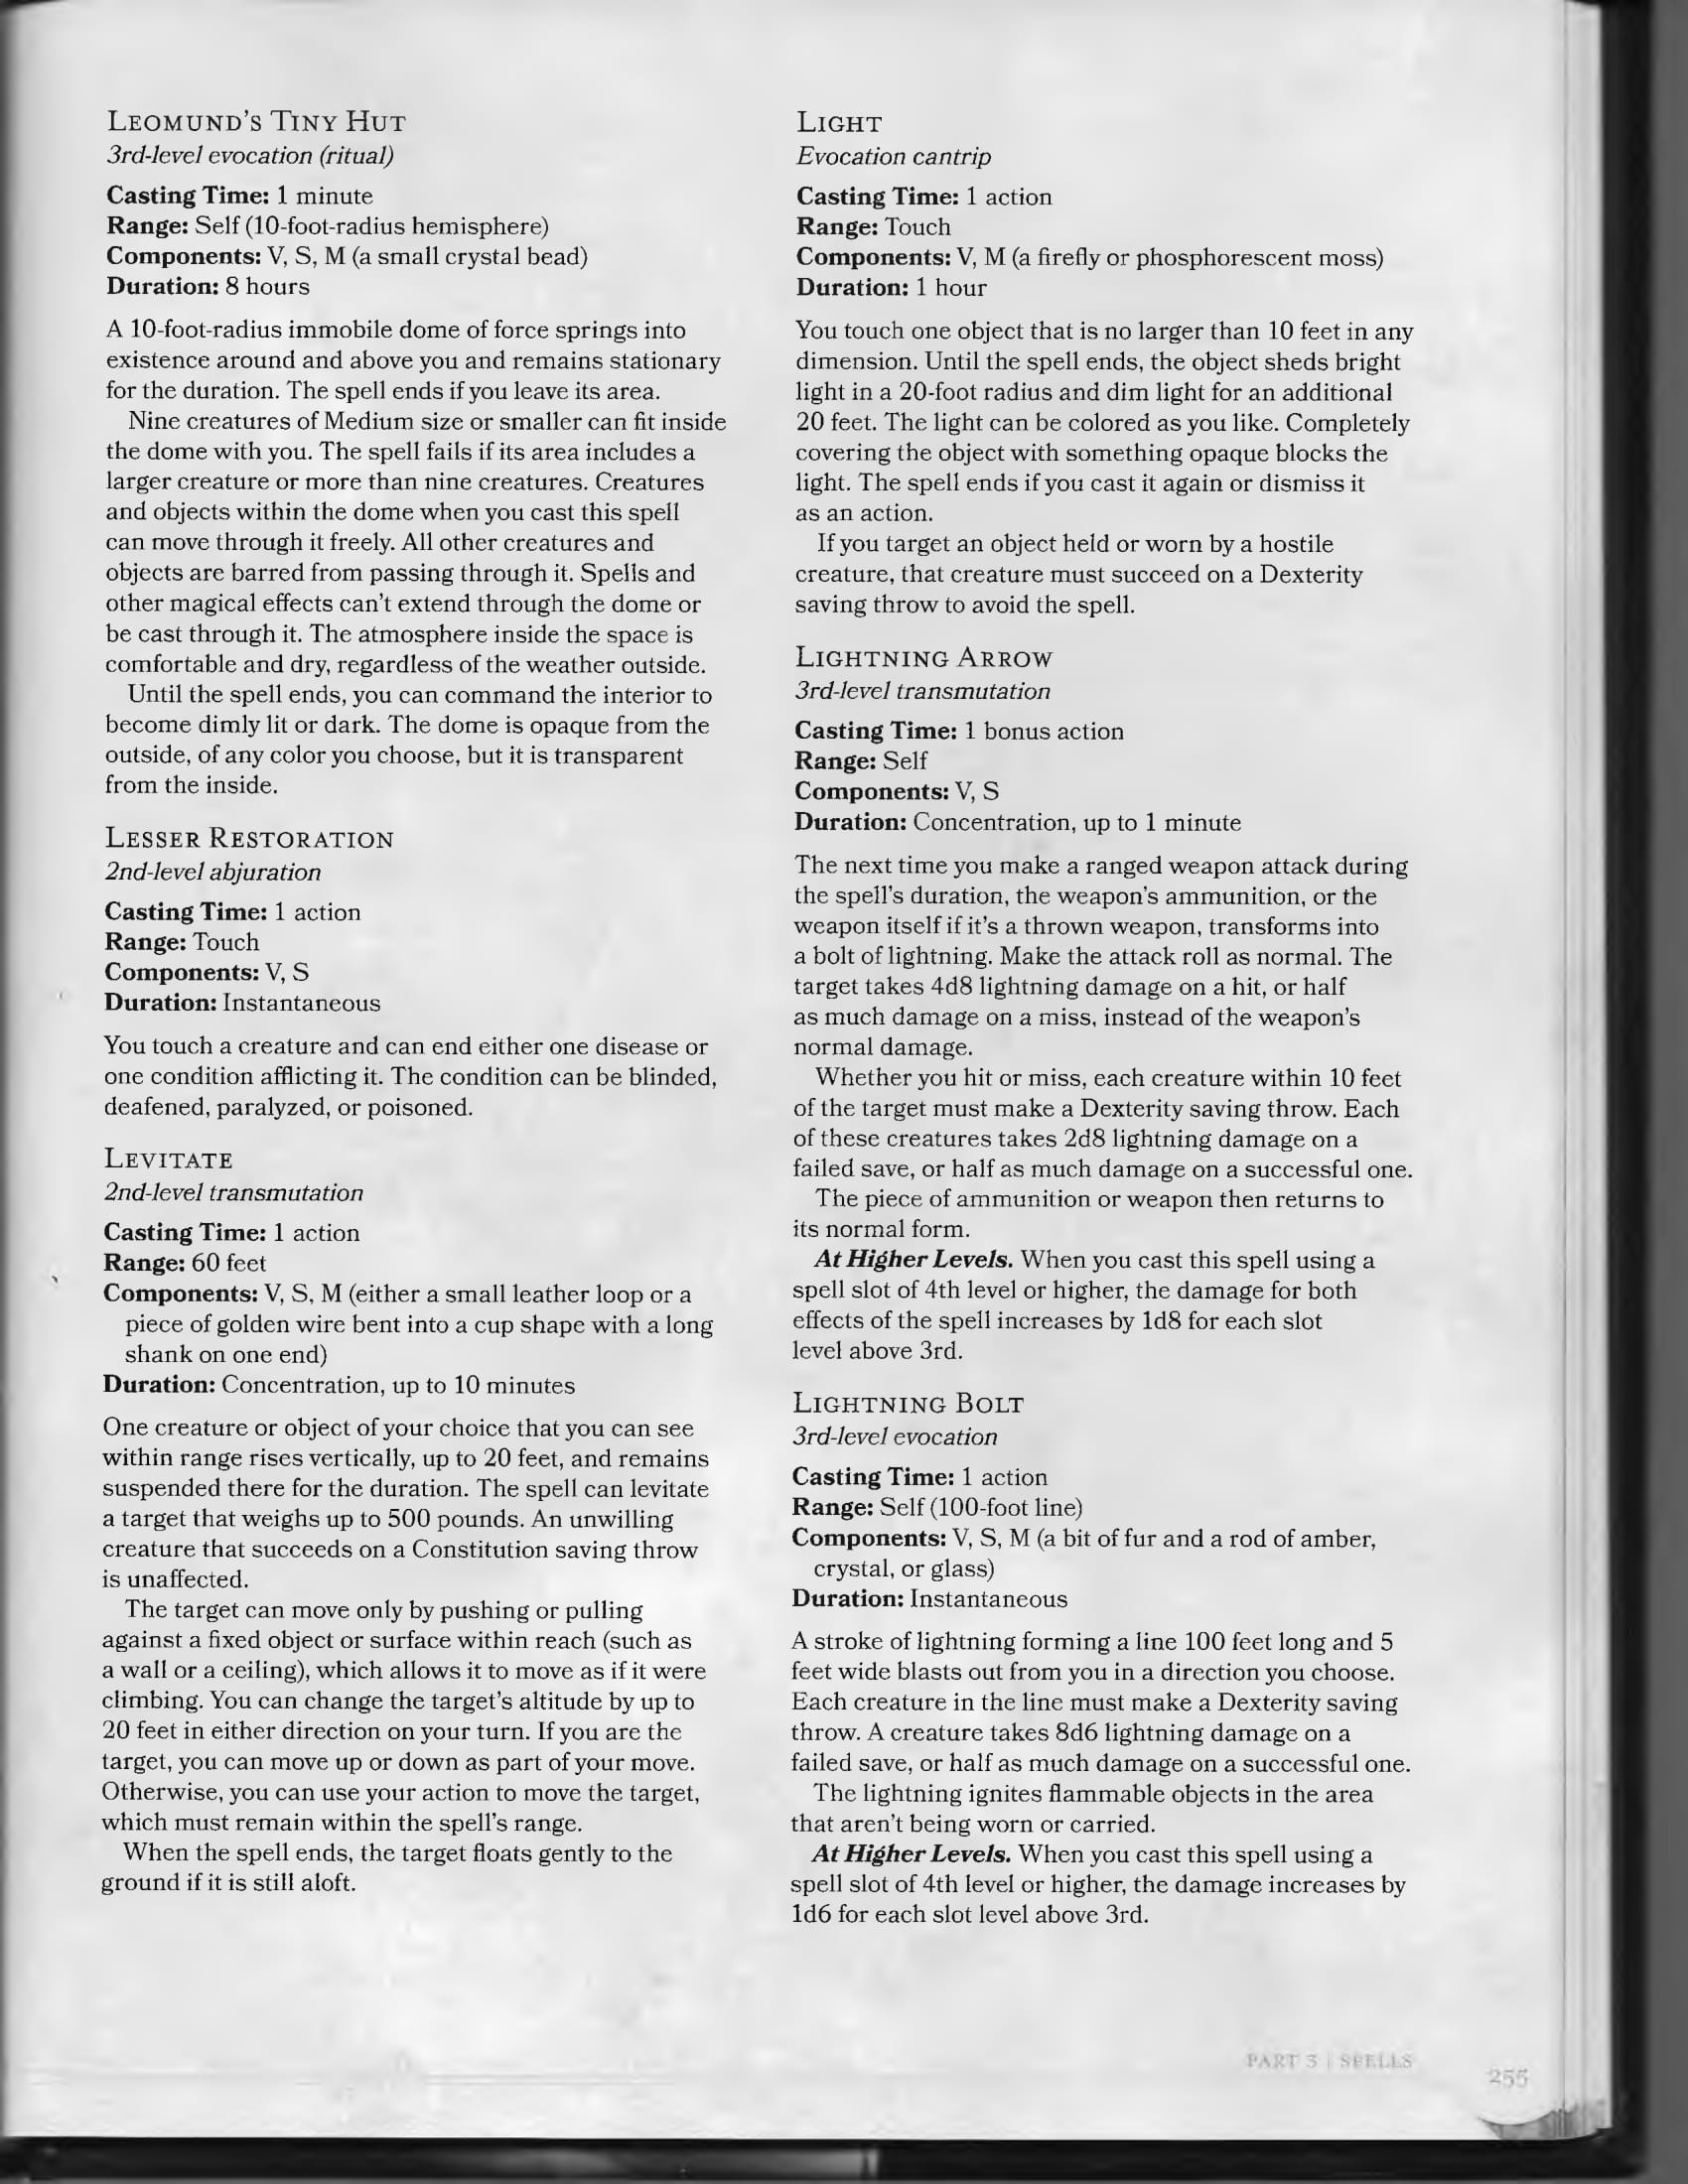 LEOMUND'S TINY HUT
3rd-level evocation (ritual)
Casting Time: 1 minute
Range: Self (10-foot-radius hemisphere)
Components: V, S, M (a small crystal bead)
Duration: 8 hours
A 10-foot-radius immobile dome of force springs into
existence around and above you and remains stationary
for the duration. The spell ends if you leave its area.
Nine creatures of Medium size or smaller can fit inside
the dome with you. The spell fails if its area includes a
larger creature or more than nine creatures. Creatures
and objects within the dome when you cast this spell
can move through it freely. All other creatures and
objects are barred from passing through it. Spells and
other magical effects can't extend through the dome or
be cast through it. The atmosphere inside the space is
comfortable and dry, regardless of the weather outside.
Until the spell ends, you can command the interior to
become dimly lit or dark. The dome is opaque from the
outside, of any color you choose, but it is transparent
from the inside.
LESSER RESTORATION
2nd-level abjuration
Casting Time: 1 action
Range: Touch
Components: V, S
Duration: Instantaneous
You touch a creature and can end either one disease or
one condition afflicting it. The condition can be blinded,
deafened, paralyzed, or poisoned.
LEVITATE
2nd-level transmutation
Casting Time: 1 action
Range: 60 feet
Components: V, S, M (either a small leather loop or a
piece of golden wire bent into a cup shape with a long
shank on one end)
Duration: Concentration, up to 10 minutes
One creature or object of your choice that you can see
within range rises vertically, up to 20 feet, and remains
suspended there for the duration. The spell can levitate
a target that weighs up to 500 pounds. An unwilling
creature that succeeds on a Constitution saving throw
is unaffected.
The target can move only by pushing or pulling
against a fixed object or surface within reach (such as
a wall or a ceiling), which allows it to move as if it were
climbing. You can change the target's altitude by up to
20 feet in either direction on your turn. If you are the
target, you can move up or down as part of your move.
Otherwise, you can use your action to move the target,
which must remain within the spell's range.
When the spell ends, the target floats gently to the
ground if it is still aloft.
LIGHT
Evocation cantrip
Casting Time: 1 action
Range: Touch
Components: V, M (a firefly or phosphorescent moss)
Duration: 1 hour
You touch one object that is no larger than 10 feet in any
dimension. Until the spell ends, the object sheds bright
light in a 20-foot radius and dim light for an additional
20 feet. The light can be colored as you like. Completely
covering the object with something opaque blocks the
light. The spell ends if you cast it again or dismiss it
as an action.
If you target an object held or worn by a hostile
creature, that creature must succeed on a Dexterity
saving throw to avoid the spell.
LIGHTNING ARROW
3rd-level transmutation
Casting Time: 1 bonus action
Range: Self
Components: V, S
Duration: Concentration, up to 1 minute
The next time you make a ranged weapon attack during
the spell's duration, the weapon's ammunition, or the
weapon itself if it's a thrown weapon, transforms into
a bolt of lightning. Make the attack roll as normal. The
target takes 4d8 lightning damage on a hit, or half
as much damage on a miss, instead of the weapon's
normal damage.
Whether you hit or miss, each creature within 10 feet
of the target must make a Dexterity saving throw. Each
of these creatures takes 2d8 lightning damage on a
failed save, or half as much damage on a successful one.
The piece of ammunition or weapon then returns to
its normal form.
At Higher Levels. When you cast this spell using a
spell slot of 4th level or higher, the damage for both
effects of the spell increases by 1d8 for each slot
level above 3rd.
LIGHTNING BOLT
3rd-level evocation
Casting Time: 1 action
Range: Self (100-foot line)
Components: V, S, M (a bit of fur and a rod of amber,
crystal, or glass)
Duration: Instantaneous
A stroke of lightning forming a line 100 feet long and 5
feet wide blasts out from you in a direction you choose.
Each creature in the line must make a Dexterity saving
throw. A creature takes 8d6 lightning damage on a
failed save, or half as much damage on a successful one.
The lightning ignites flammable objects in the area
that aren't being worn or carried.
At Higher Levels. When you cast this spell using a
spell slot of 4th level or higher, the damage increases by
1d6 for each slot level above 3rd.
PART 3 | SPELLS
255